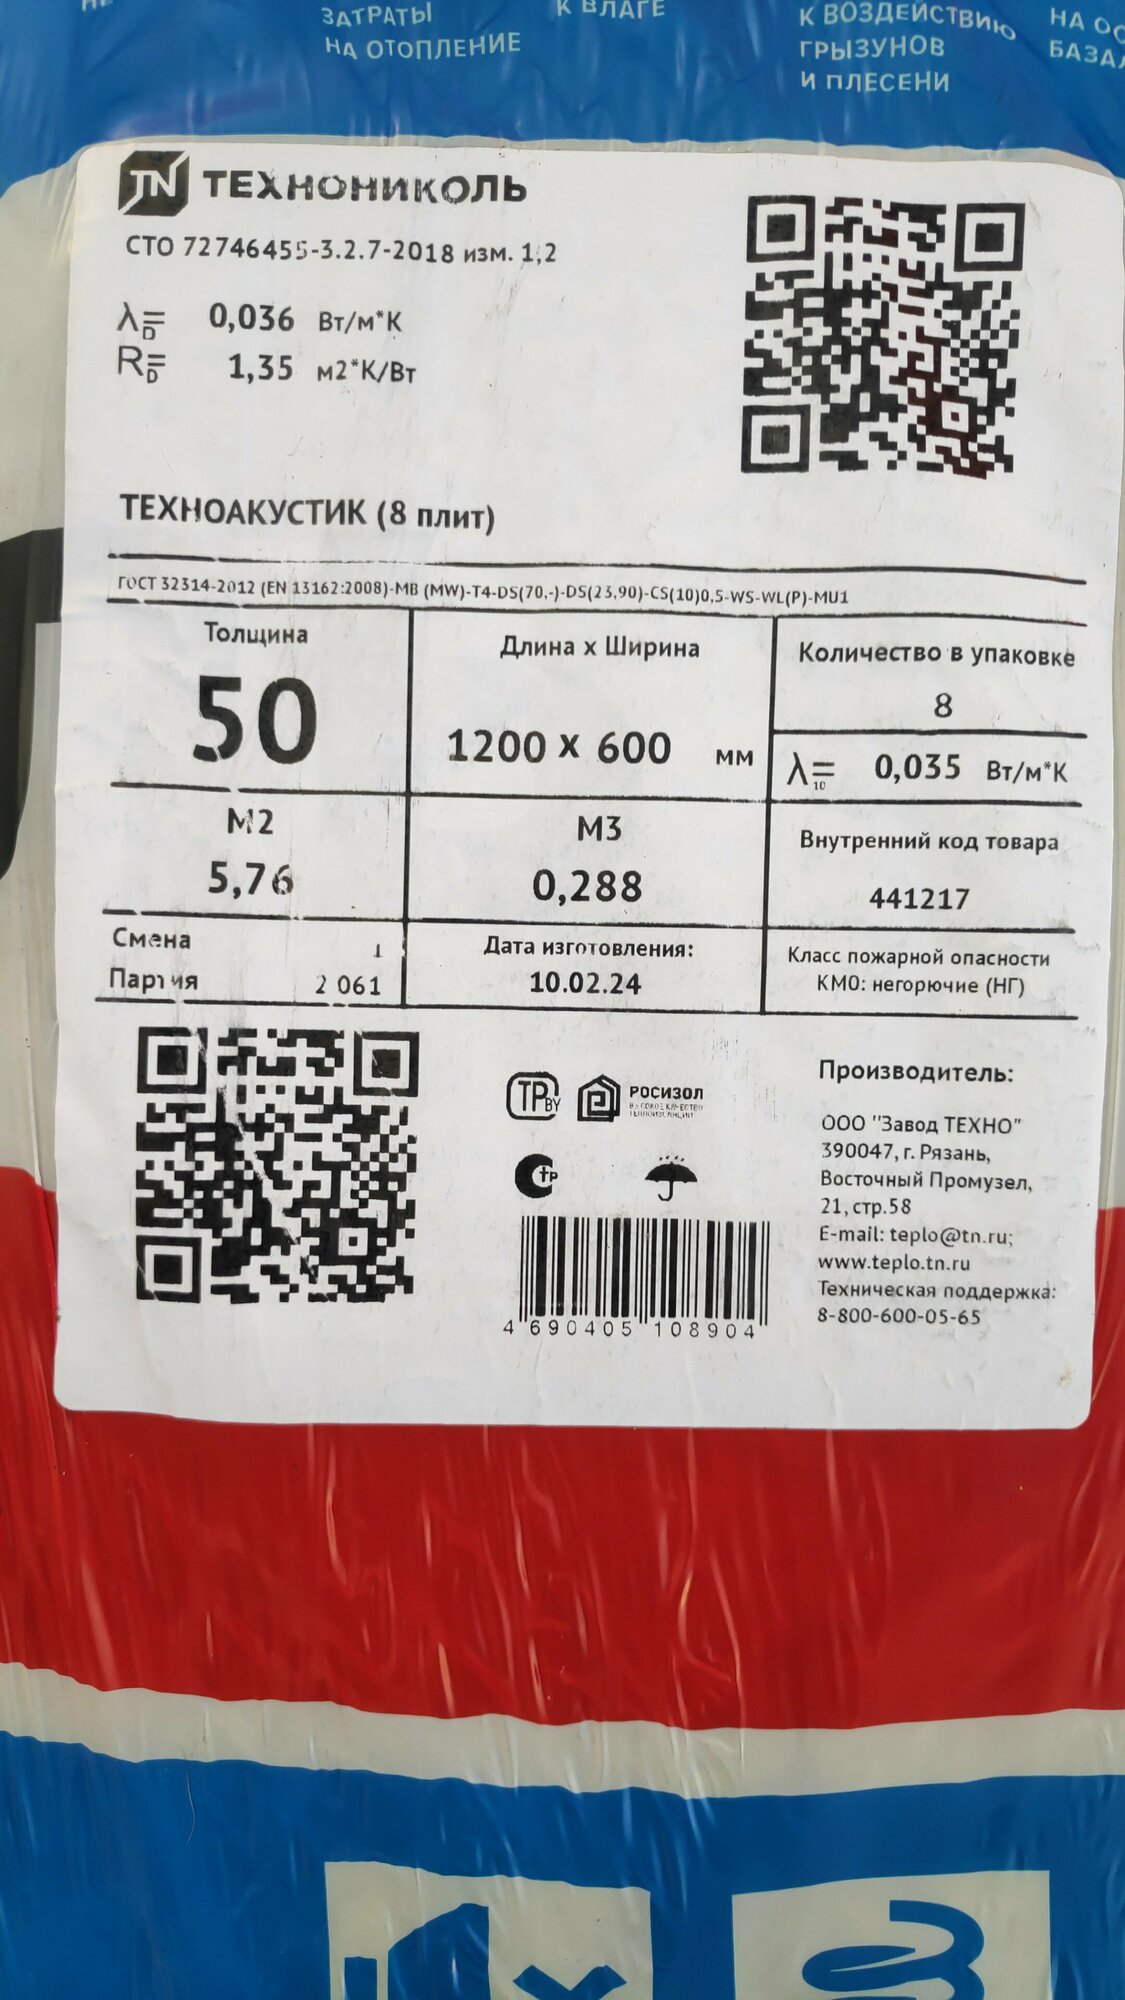 ЗАТРАТЫ
НА ОТОПЛЕНИЕ
К ВЛАГЕ
К ВОЗДЕЙСТВИЮ
ГРЫЗУНОВ
И ПЛЕСЕНИ
НА
TN ТЕХНОНИКОЛЬ
СТО 72746455-3.2.7-2018 изм. 1,2
λD= 0,036 Вт/м*К
RD= 1,35 м2*К/Вт
ТЕХНОАКУСТИК (8 плит)
ГОСТ 32314-2012 (EN 13162:2008)-МВ (MW)-T4-DS(70,-)-DS(23,90)-CS(10)0,5-WS-WL(P)-MU1
Толщина
50
Длина x Ширина
1200 x 600 мм
Количество в упаковке
8
λ10= 0,035 Вт/м*К
М2
5,76
М3
0,288
Внутренний код товара
441217
Смена 1
Партия 2 061
Дата изготовления:
10.02.24
Класс пожарной опасности
КМ0: негорючие (НГ)
ТР BY
РОСИЗОЛ
ВЫСОКОЕ КАЧЕСТВО
ТЕПЛОИЗОЛЯЦИИ
4 690405 108904
Производитель:
ООО "Завод ТЕХНО"
390047, г. Рязань,
Восточный Промузел,
21, стр.58
E-mail: teplo@tn.ru;
www.teplo.tn.ru
Техническая поддержка:
8-800-600-05-65